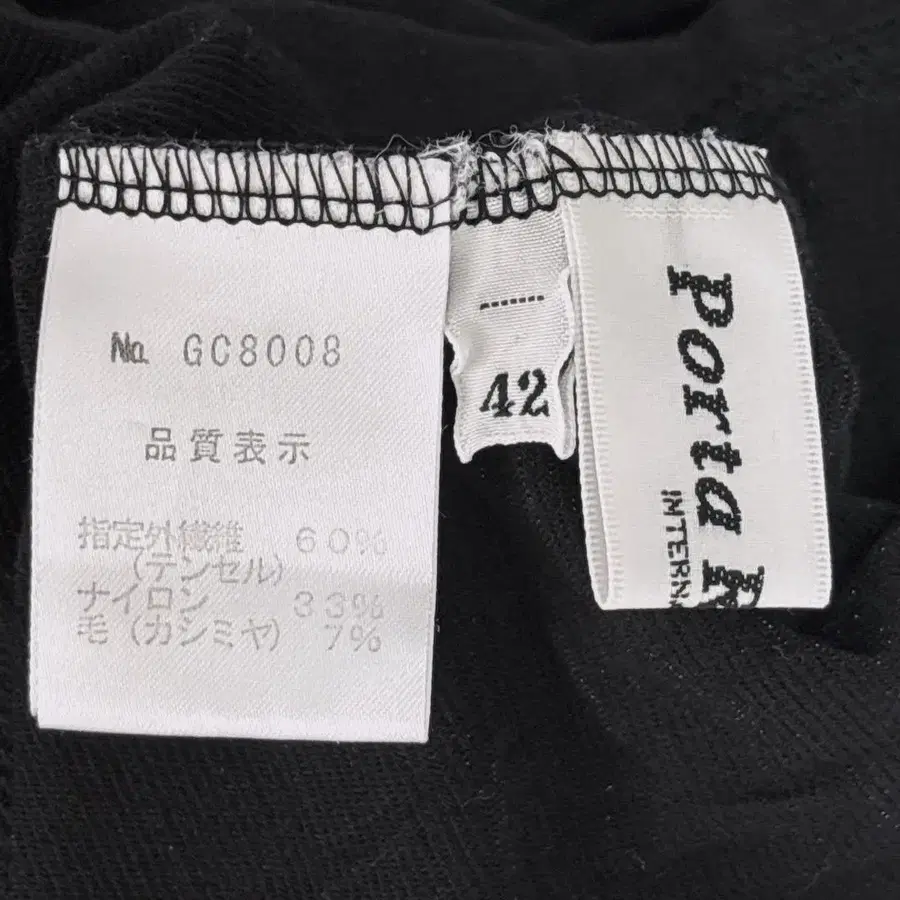 № GC8008
品質表示
指定外繊維 60%
(テンセル)
ナイロン 33%
毛(カシミヤ) 7%
42
Porta